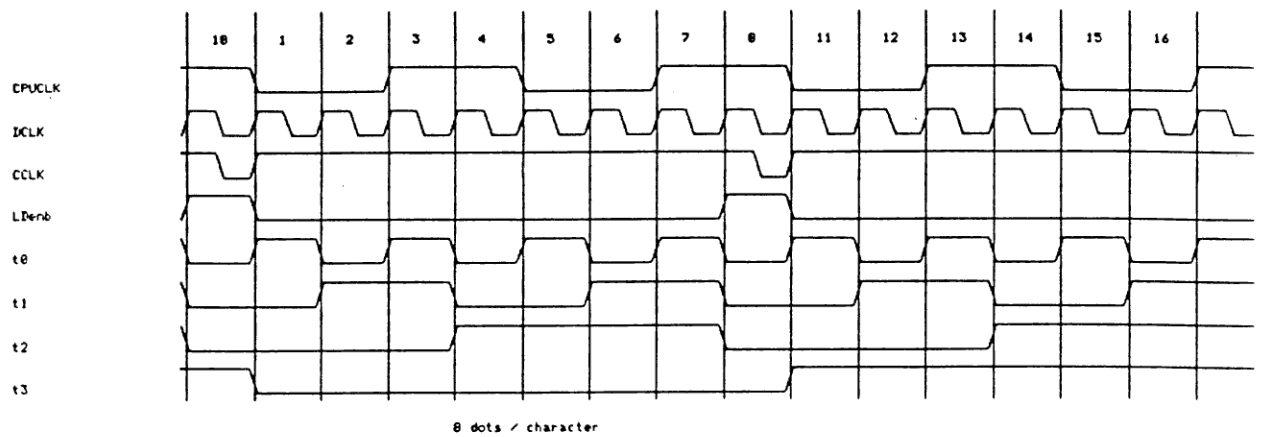 18 1 2 3 4 5 6 7 8 11 12 13 14 15 16
CPUCLK
DCLK
CCLK
LDenb
t0
t1
t2
t3
8 dots / character